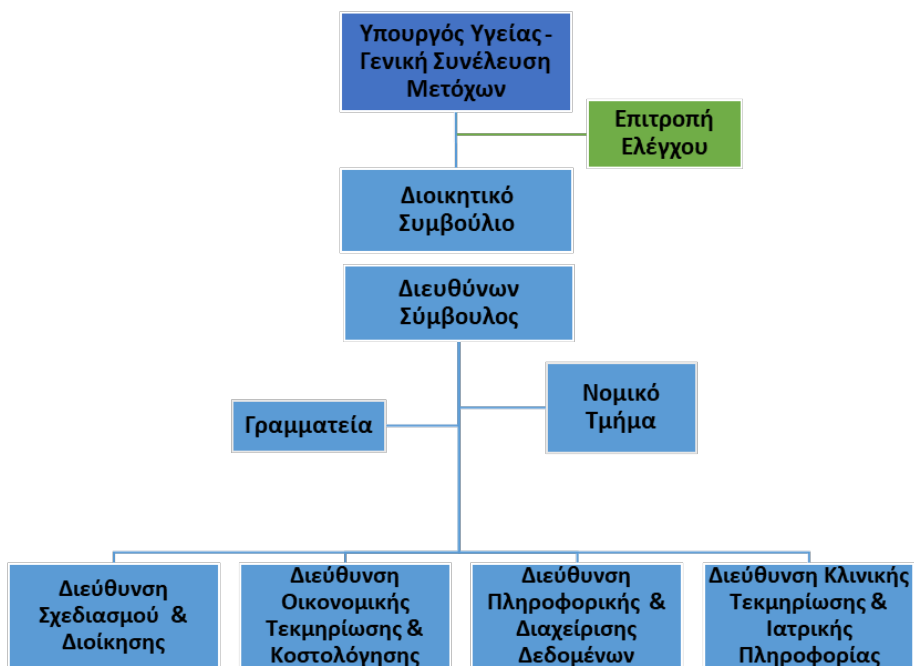 Υπουργός Υγείας -
Γενική Συνέλευση
Μετόχων
Επιτροπή
Ελέγχου
Διοικητικό
Συμβούλιο
Διευθύνων
Σύμβουλος
Νομικό
Τμήμα
Γραμματεία
Διεύθυνση
Σχεδιασμού &
Διοίκησης
Διεύθυνση
Οικονομικής
Τεκμηρίωσης &
Κοστολόγησης
Διεύθυνση
Πληροφορικής &
Διαχείρισης
Δεδομένων
Διεύθυνση Κλινικής
Τεκμηρίωσης &
Ιατρικής
Πληροφορίας